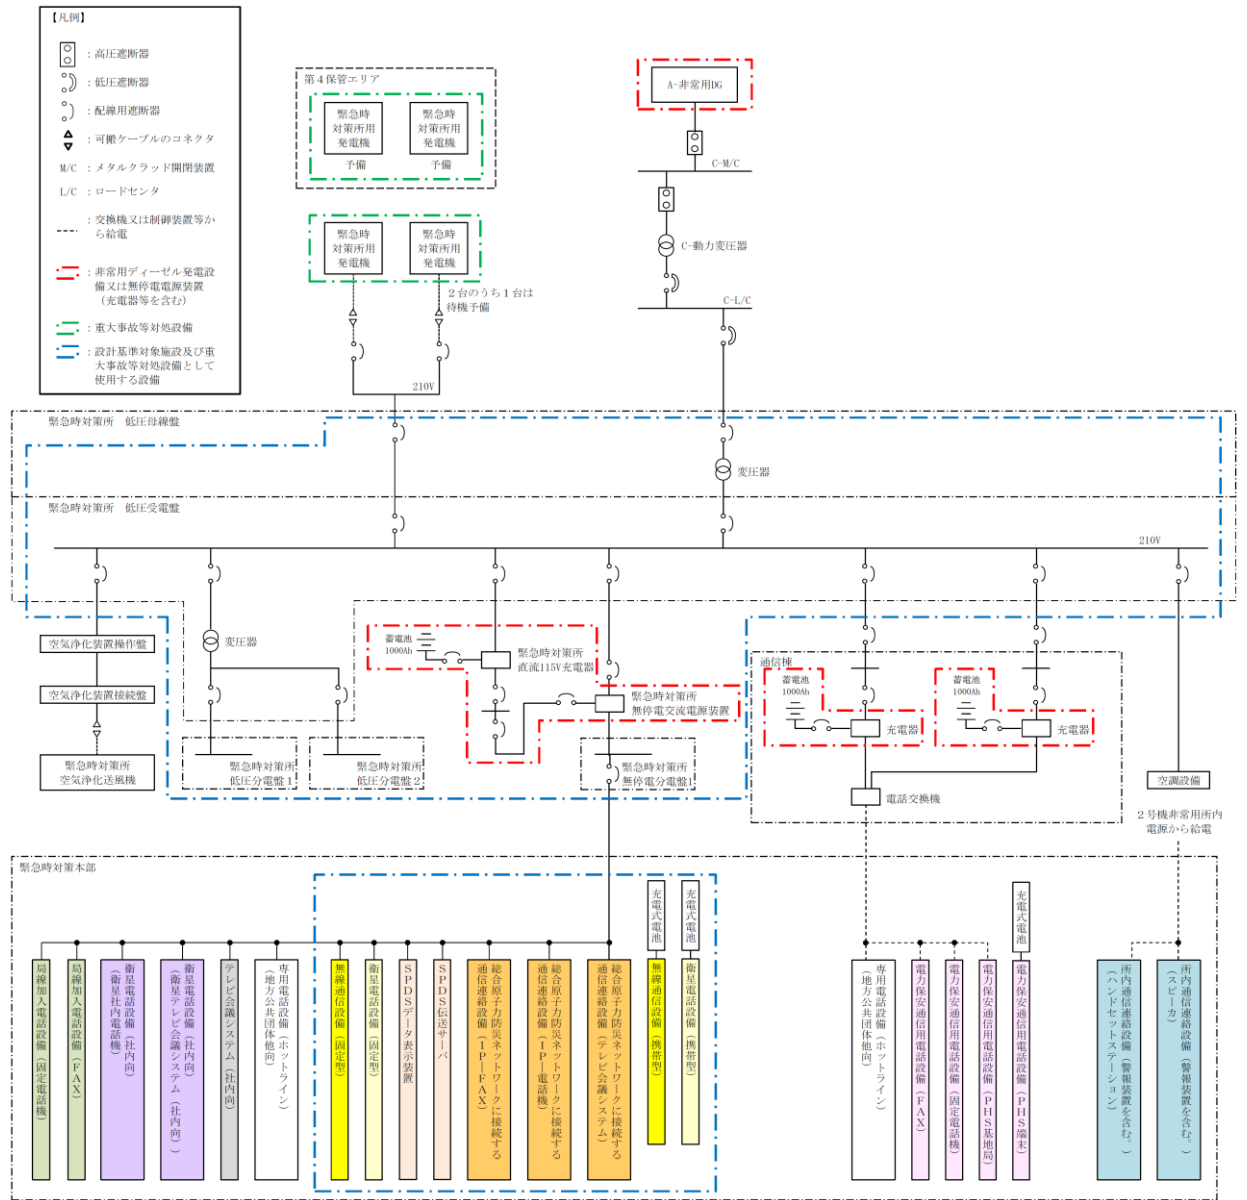 【凡例】
：高圧遮断器
：低圧遮断器
：配線用遮断器
：可搬ケーブルのコネクタ
M/C ：メタルクラッド開閉装置
L/C ：ロードセンタ
：交換機又は制御装置等か
ら給電
：非常用ディーゼル発電設
備又は無停電電源装置
（充電器等を含む）
：重大事故等対処設備
：設計基準対象施設及び重
大事故等対処設備として
使用する設備
第４保管エリア
緊急時
対策所用
発電機
予備
緊急時
対策所用
発電機
予備
緊急時
対策所用
発電機
緊急時
対策所用
発電機
２台のうち１台は
待機予備
210V
A-非常用DG
C-M/C
C-動力変圧器
C-L/C
緊急時対策所　低圧母線盤
変圧器
緊急時対策所　低圧受電盤
210V
空気浄化装置操作盤
空気浄化装置接続盤
緊急時対策所
空気浄化送風機
変圧器
緊急時対策所
低圧分電盤１
緊急時対策所
低圧分電盤２
蓄電池
1000Ah
緊急時対策所
直流115V充電器
緊急時対策所
無停電交流電源装置
緊急時対策所
無停電分電盤1
通信棟
蓄電池
1000Ah
充電器
蓄電池
1000Ah
充電器
電話交換機
空調設備
２号機非常用所内
電源から給電
緊急時対策本部
局線加入電話設備（固定電話機）
局線加入電話設備（FAX）
衛星電話設備（社内向）
（衛星社内電話機）
衛星電話設備（社内向）
（衛星テレビ会議システム（社内向））
テレビ会議システム（社内向）
専用電話設備（ホットライン）
（地方公共団体他向）
無線通信設備（固定型）
衛星電話設備（固定型）
SPDSデータ表示装置
SPDS伝送サーバ
総合原子力防災ネットワークに接続する
通信連絡設備（IP－FAX）
総合原子力防災ネットワークに接続する
通信連絡設備（IP－電話機）
総合原子力防災ネットワークに接続する
通信連絡設備（テレビ会議システム）
充電式電池
無線通信設備（携帯型）
充電式電池
衛星電話設備（携帯型）
専用電話設備（ホットライン）
（地方公共団体他向）
電力保安通信用電話設備（FAX）
電力保安通信用電話設備（固定電話機）
電力保安通信用電話設備（PHS基地局）
充電式電池
電力保安通信用電話設備（PHS端末）
所内通信連絡設備（警報装置を含む。）
（ハンドセットステーション）
所内通信連絡設備（警報装置を含む。）
（スピーカ）